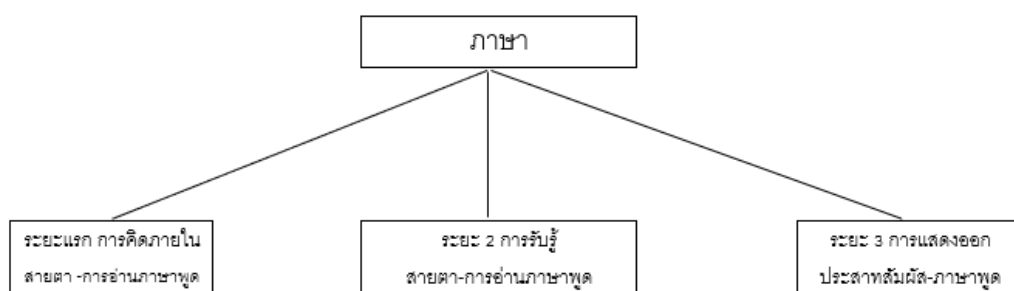 ภาษา
ระยะแรก การคิดภายใน
สายตา -การอ่านภาษาพูด
ระยะ 2 การรับรู้
สายตา-การอ่านภาษาพูด
ระยะ 3 การแสดงออก
ประสาทสัมผัส-ภาษาพูด